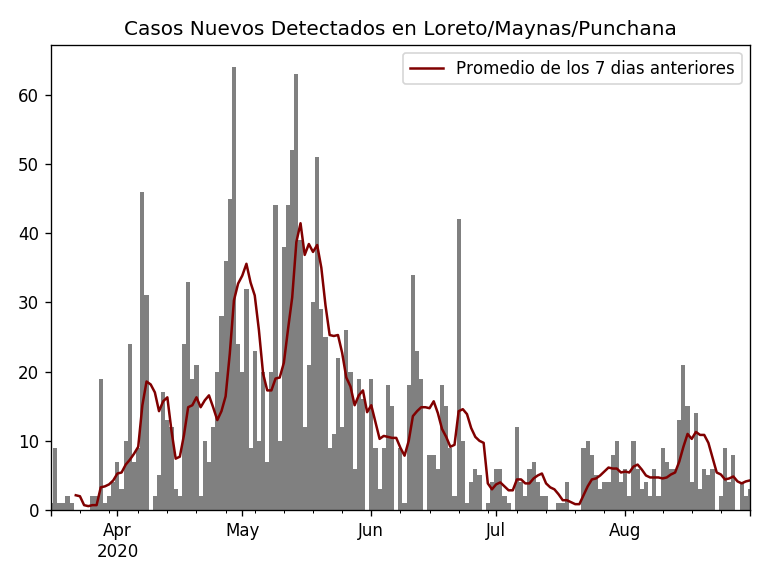 Casos Nuevos Detectados en Loreto/Maynas/Punchana
Promedio de los 7 dias anteriores
60
50
40
30
20
10
0
Apr
2020
May
Jun
Jul
Aug